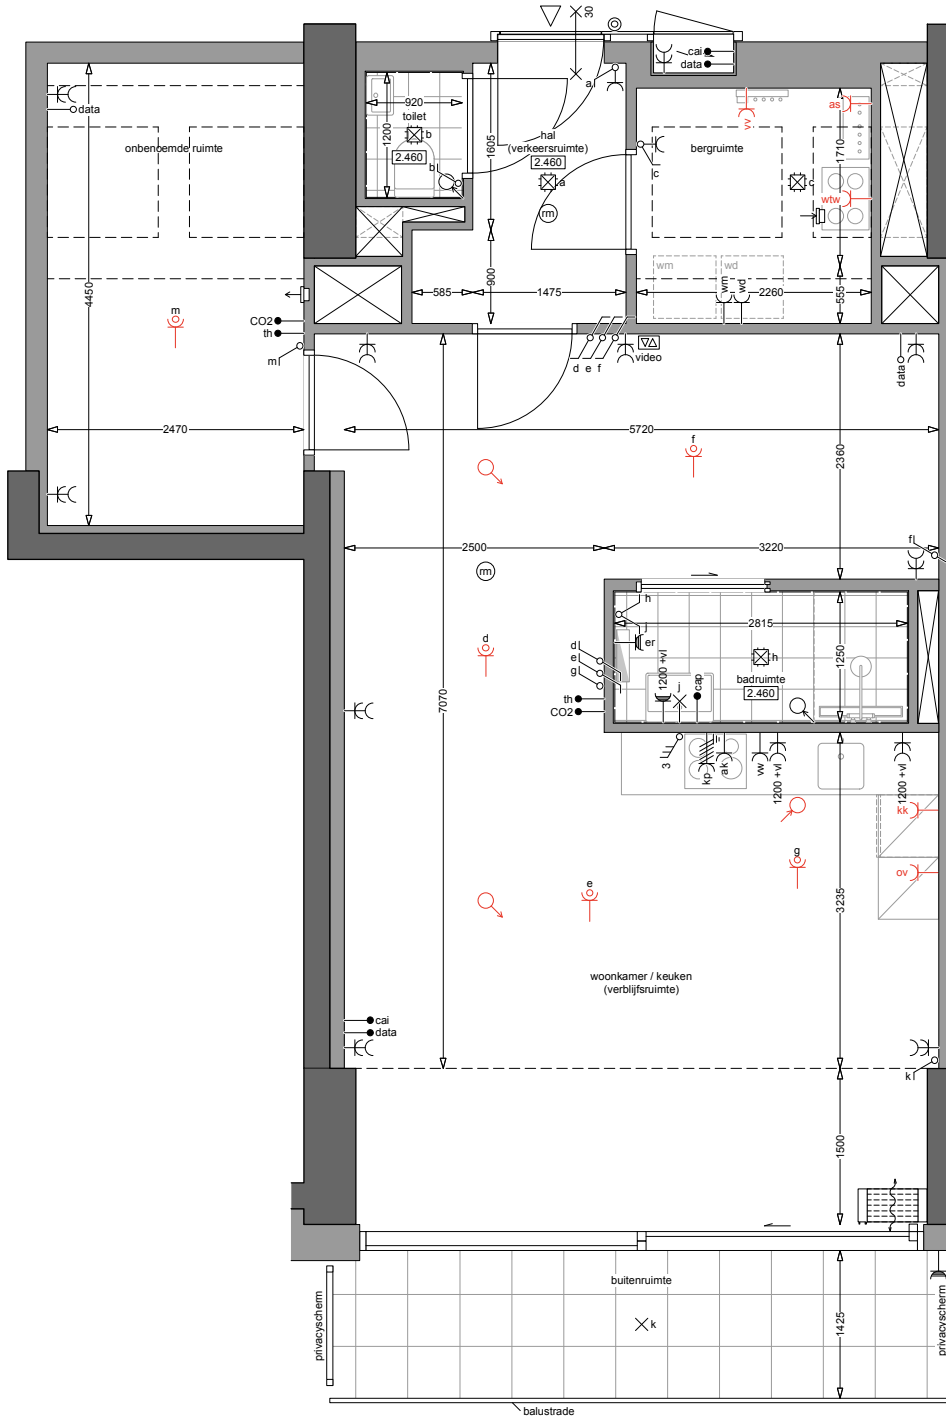 30
cai
data
a
as
vv
data
920
toilet
1200
b
2.460
b
1605
hal
(verkeersruimte)
2.460
a
rm
onbenoemde ruimte
bergruimte
c
1710
c
wtw
wm
wd
wm
wd
2260
555
900
585
1475
4450
m
CO2
th
m
d
e
f
video
data
2470
5720
2360
f
2500
3220
rm
f
h
j
er
2815
1250
h
badruimte
2.460
1200 +vl
j
cap
d
d
e
g
th
CO2
7070
3
kp
ak
vw
1200 +vl
1200 +vl
kk
ov
g
e
3235
woonkamer / keuken
(verblijfsruimte)
cai
data
k
1500
buitenruimte
k
1425
privacyscherm
privacyscherm
balustrade